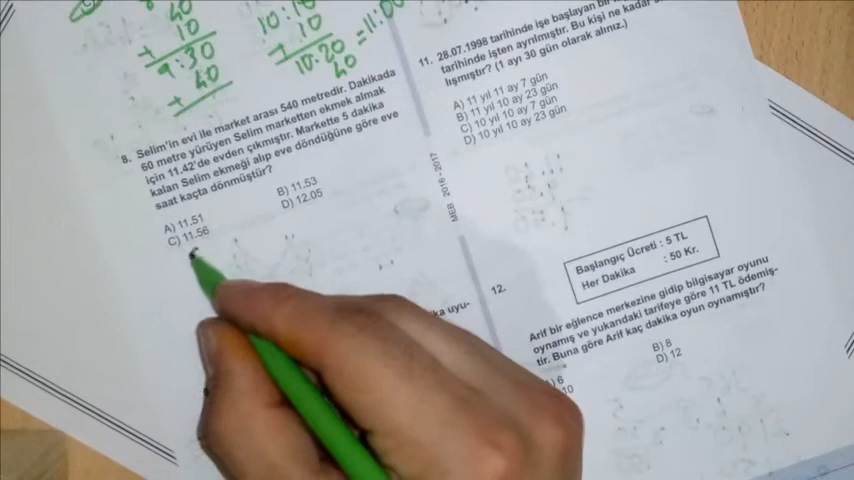 40
10
+
9:30
40
+
10
+
10:20
40
=11:00
8. Selim'in evi ile market arası 540 metredir. Dakikada
60 metre yürüyen Selim marketten ekmek almak
için 11.42'de evden çıkmıştır. Markette 5 dakika
kalan Selim ekmeği alıp eve döndüğüne göre eve
saat kaçta dönmüştür?
A) 11.51
B) 11.53
C) 11.56
D) 12.05
MEB 2016-2017
11. 28.07.1998 tarihinde işe başlayan bir
tarihinde işten ayrılmıştır. Bu kişi ne kadar
lışmıştır? (1 ayı 30 gün olarak alınız.)
A) 11 yıl 11 ay 7 gün
B) 11 yıl 10 ay 23 gün
C) 10 yıl 10 ay 7 gün
D) 10 yıl 10 ay 23 gün
12.
Başlangıç Ücreti : 5 TL
Her Dakika : 50 Kr.
Arif bir eğlence merkezine gidip bilgisayar oyunu
oynamış ve yukarıdaki tarifeye göre 11 TL ödemiş-
tir. Buna göre Arif kaç dakika oyun oynamıştır?
6
B) 8
10
D) 12